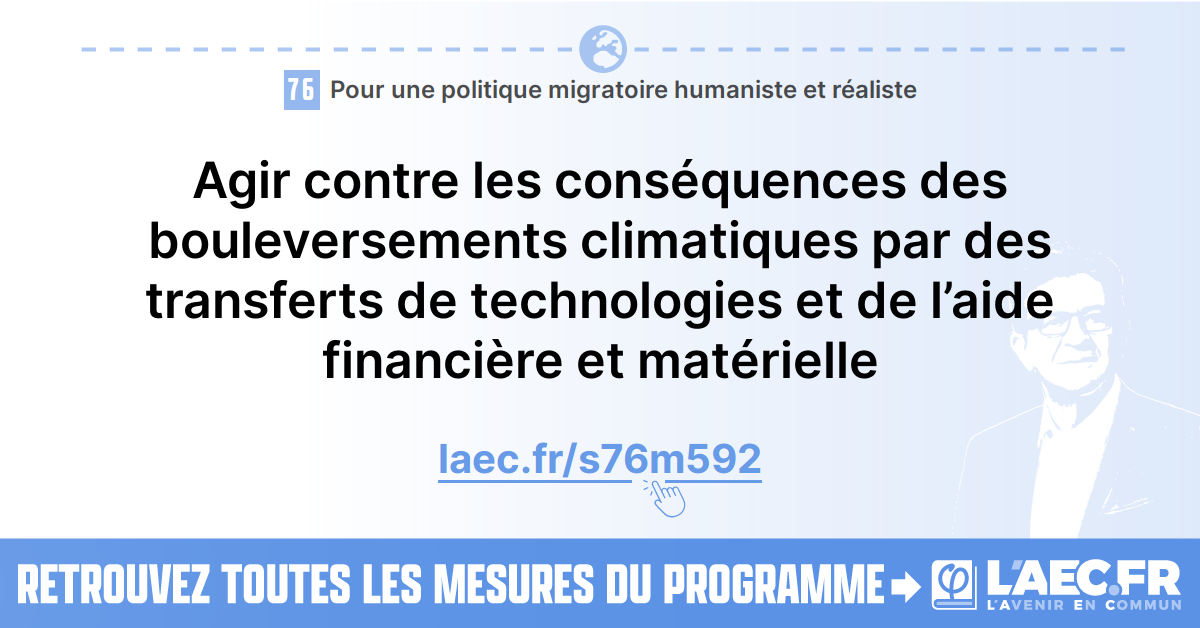 76 Pour une politique migratoire humaniste et réaliste
Agir contre les conséquences des
bouleversements climatiques par des
transferts de technologies et de l’aide
financière et matérielle
laec.fr/s76m592
RETROUVEZ TOUTES LES MESURES DU PROGRAMME
φ L'AEC.FR
L'AVENIR EN COMMUN